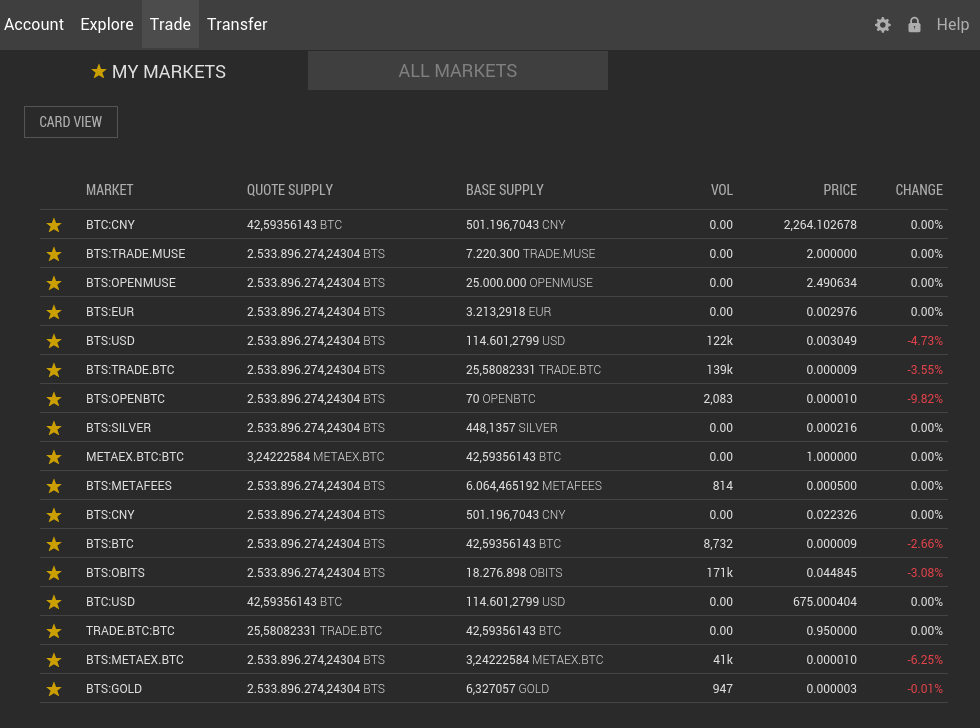 Account Explore Trade Transfer Help
MY MARKETS ALL MARKETS
CARD VIEW
MARKET QUOTE SUPPLY BASE SUPPLY VOL PRICE CHANGE
BTC:CNY 42,59356143 BTC 501.196,7043 CNY 0.00 2,264.102678 0.00%
BTS:TRADE.MUSE 2.533.896.274,24304 BTS 7.220.300 TRADE.MUSE 0.00 2.000000 0.00%
BTS:OPENMUSE 2.533.896.274,24304 BTS 25.000.000 OPENMUSE 0.00 2.490634 0.00%
BTS:EUR 2.533.896.274,24304 BTS 3.213,2918 EUR 0.00 0.002976 0.00%
BTS:USD 2.533.896.274,24304 BTS 114.601,2799 USD 122k 0.003049 -4.73%
BTS:TRADE.BTC 2.533.896.274,24304 BTS 25,58082331 TRADE.BTC 139k 0.000009 -3.55%
BTS:OPENBTC 2.533.896.274,24304 BTS 70 OPENBTC 2,083 0.000010 -9.82%
BTS:SILVER 2.533.896.274,24304 BTS 448,1357 SILVER 0.00 0.000216 0.00%
METAEX.BTC:BTC 3,24222584 METAEX.BTC 42,59356143 BTC 0.00 1.000000 0.00%
BTS:METAFEES 2.533.896.274,24304 BTS 6.064,465192 METAFEES 814 0.000500 0.00%
BTS:CNY 2.533.896.274,24304 BTS 501.196,7043 CNY 0.00 0.022326 0.00%
BTS:BTC 2.533.896.274,24304 BTS 42,59356143 BTC 8,732 0.000009 -2.66%
BTS:OBITS 2.533.896.274,24304 BTS 18.276.898 OBITS 171k 0.044845 -3.08%
BTC:USD 42,59356143 BTC 114.601,2799 USD 0.00 675.000404 0.00%
TRADE.BTC:BTC 25,58082331 TRADE.BTC 42,59356143 BTC 0.00 0.950000 0.00%
BTS:METAEX.BTC 2.533.896.274,24304 BTS 3,24222584 METAEX.BTC 41k 0.000010 -6.25%
BTS:GOLD 2.533.896.274,24304 BTS 6,327057 GOLD 947 0.000003 -0.01%